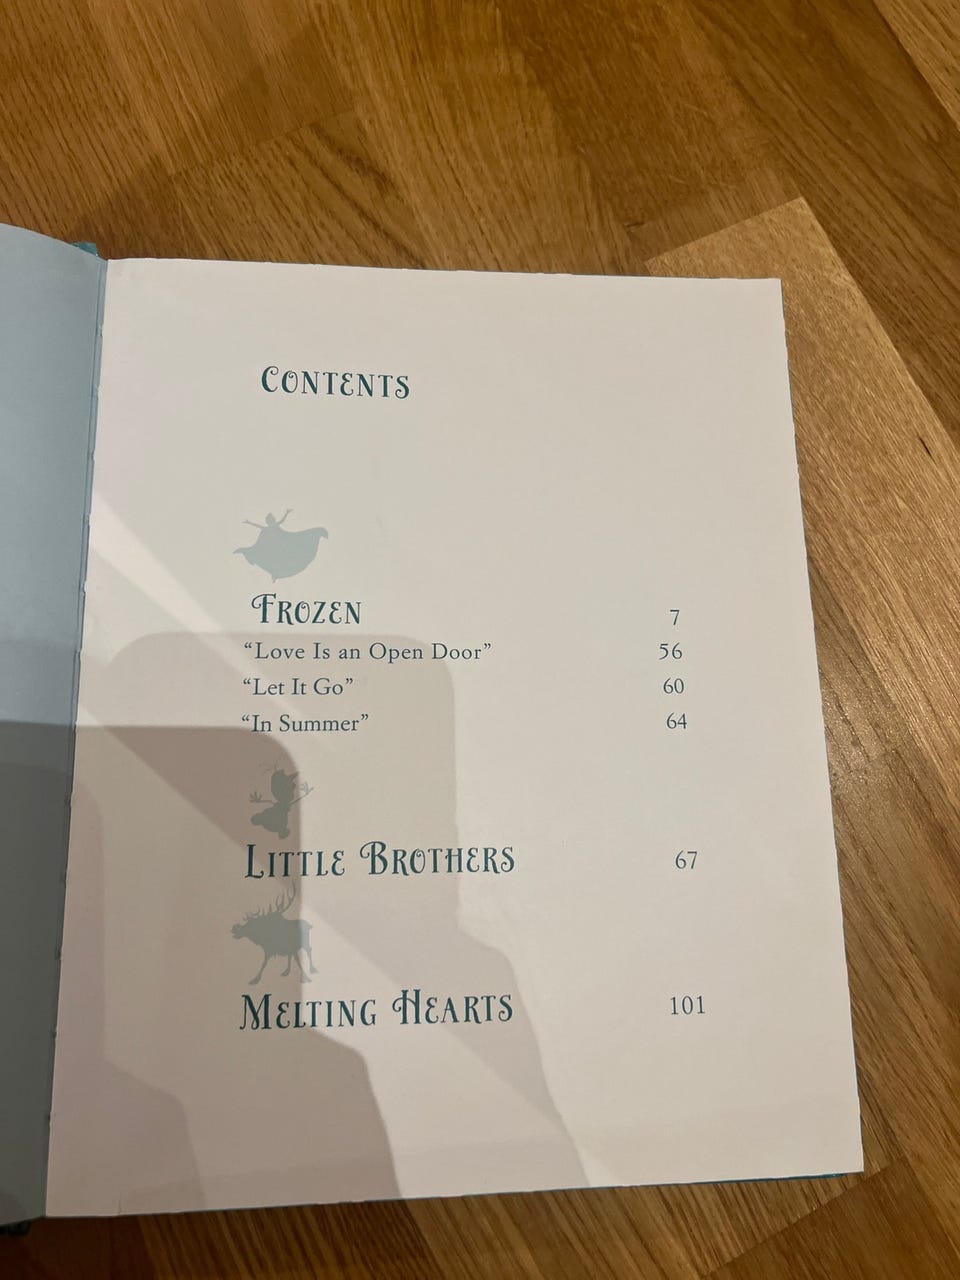 CONTENTS
FROZEN 7
“Love Is an Open Door” 56
“Let It Go” 60
“In Summer” 64
LITTLE BROTHERS 67
MELTING HEARTS 101